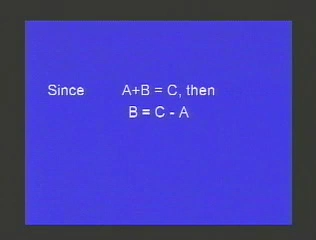 Since A+B = C, then
B = C - A